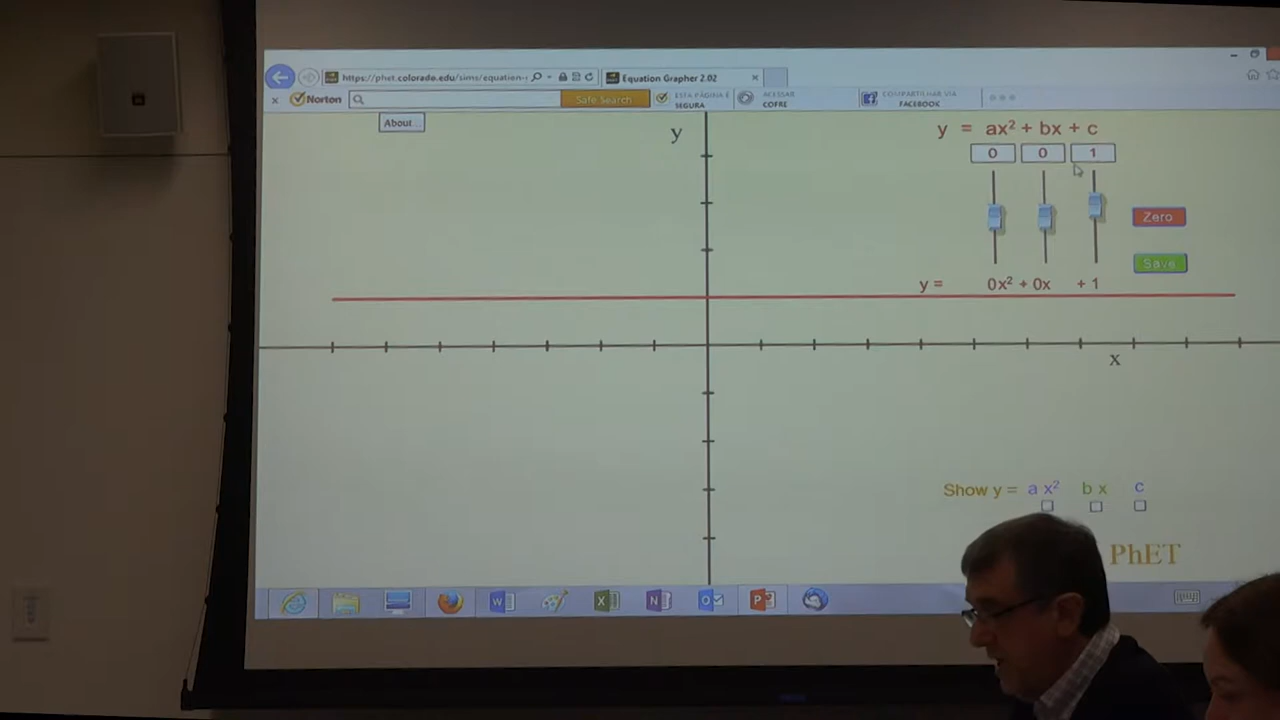 https://phet.colorado.edu/sims/equation-
Equation Grapher 2.02
Norton
Safe Search
ESTA PÁGINA É
SEGURA
ACESSAR
COFRE
COMPARTILHAR VIA
FACEBOOK
About...
y
y = ax² + bx + c
0 0 1
Zero
Save
y = 0x² + 0x + 1
x
Show y = a x² b x c
PhET